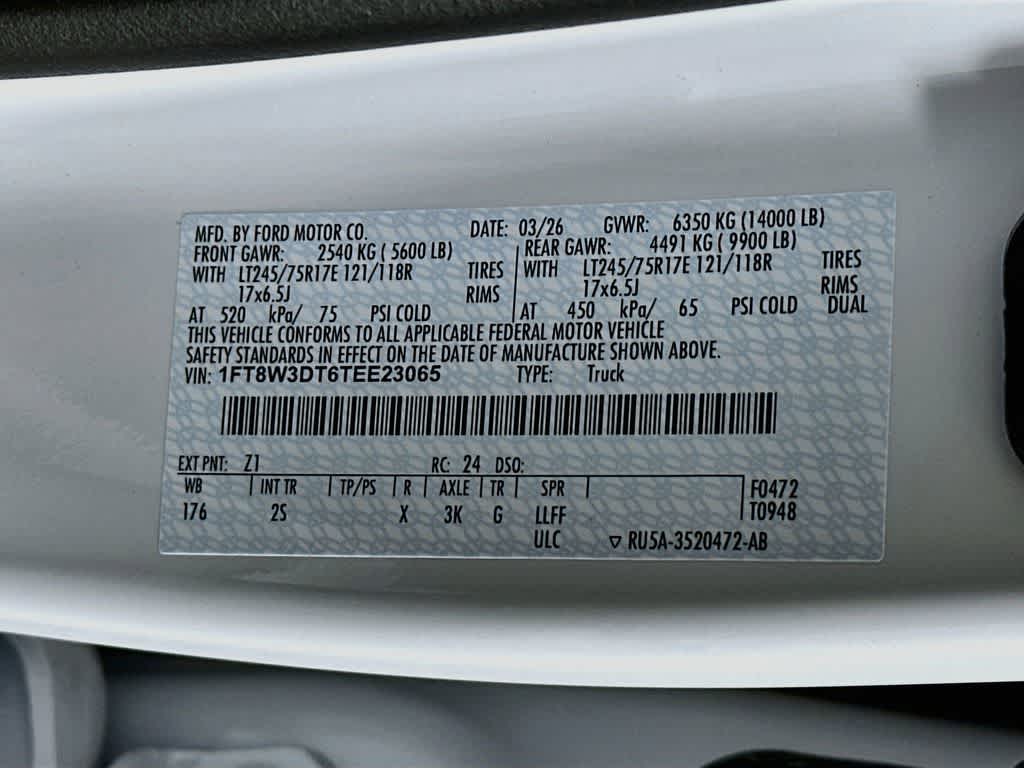 MFD. BY FORD MOTOR CO. DATE: 03/26 GVWR: 6350 KG (14000 LB)
FRONT GAWR: 2540 KG ( 5600 LB) REAR GAWR: 4491 KG ( 9900 LB)
WITH LT245/75R17E 121/118R TIRES WITH LT245/75R17E 121/118R TIRES
17x6.5J RIMS 17x6.5J RIMS
AT 520 kPa/ 75 PSI COLD AT 450 kPa/ 65 PSI COLD DUAL
THIS VEHICLE CONFORMS TO ALL APPLICABLE FEDERAL MOTOR VEHICLE
SAFETY STANDARDS IN EFFECT ON THE DATE OF MANUFACTURE SHOWN ABOVE.
VIN: 1FT8W3DT6TEE23065 TYPE: Truck
EXT PNT: Z1 RC: 24 DSO:
WB INT TR TP/PS R AXLE TR SPR F0472
176 2S X 3K G LLFF T0948
ULC ▽ RU5A-3520472-AB